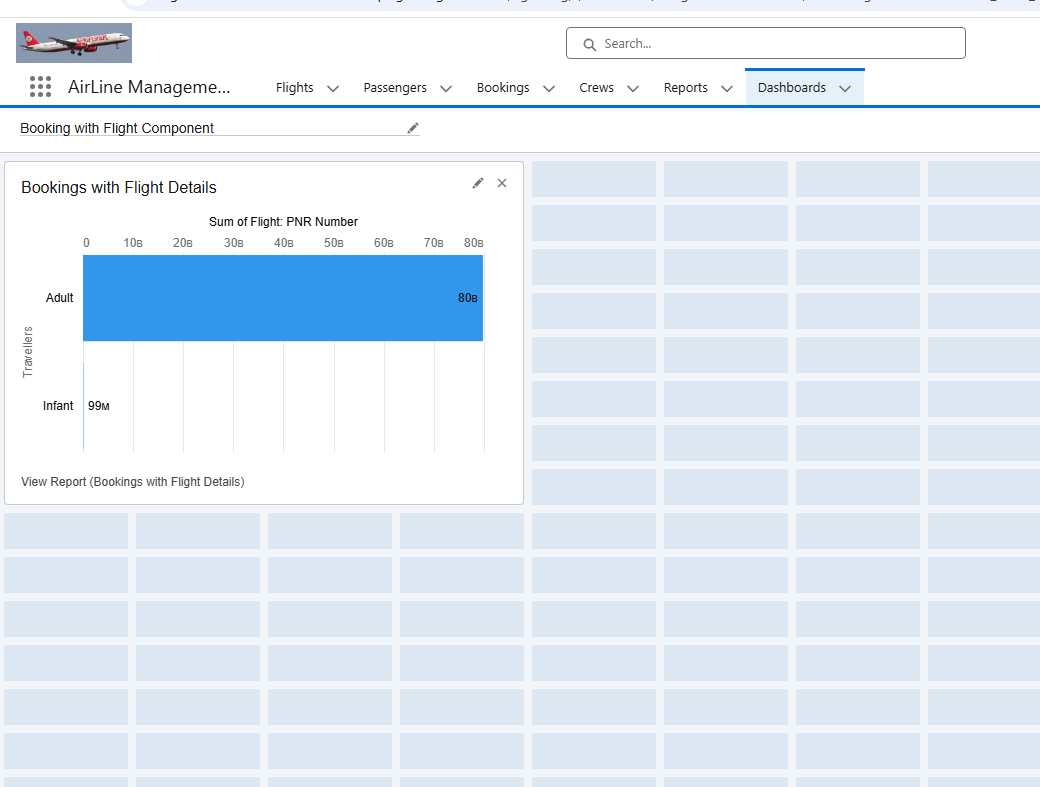 Search...
AirLine Manageme...
Flights
Passengers
Bookings
Crews
Reports
Dashboards
Booking with Flight Component
Bookings with Flight Details
Sum of Flight: PNR Number
0 10B 20B 30B 40B 50B 60B 70B 80B
Travellers
Adult 80B
Infant 99M
View Report (Bookings with Flight Details)